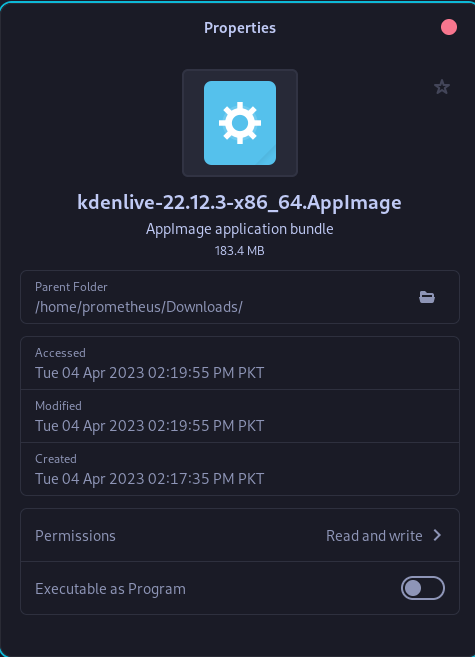 Properties
kdenlive-22.12.3-x86_64.AppImage
AppImage application bundle
183.4 MB
Parent Folder
/home/prometheus/Downloads/
Accessed
Tue 04 Apr 2023 02:19:55 PM PKT
Modified
Tue 04 Apr 2023 02:19:55 PM PKT
Created
Tue 04 Apr 2023 02:17:35 PM PKT
Permissions Read and write
Executable as Program